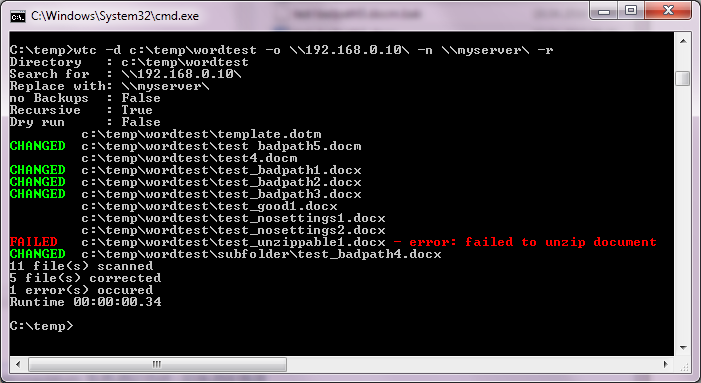 C:\Windows\System32\cmd.exe
C:\temp>wtc -d c:\temp\wordtest -o \\192.168.0.10\ -n \\myserver\ -r
Directory   : c:\temp\wordtest
Search for  : \\192.168.0.10\
Replace with: \\myserver\
no Backups  : False
Recursive   : True
Dry run     : False
         c:\temp\wordtest\template.dotm
CHANGED  c:\temp\wordtest\test badpath5.docm
         c:\temp\wordtest\test4.docm
CHANGED  c:\temp\wordtest\test_badpath1.docx
CHANGED  c:\temp\wordtest\test_badpath2.docx
CHANGED  c:\temp\wordtest\test_badpath3.docx
         c:\temp\wordtest\test_good1.docx
         c:\temp\wordtest\test_nosettings1.docx
         c:\temp\wordtest\test_nosettings2.docx
FAILED   c:\temp\wordtest\test_unzippable1.docx - error: failed to unzip document
CHANGED  c:\temp\wordtest\subfolder\test_badpath4.docx
11 file(s) scanned
5 file(s) corrected
1 error(s) occured
Runtime 00:00:00.34
C:\temp>